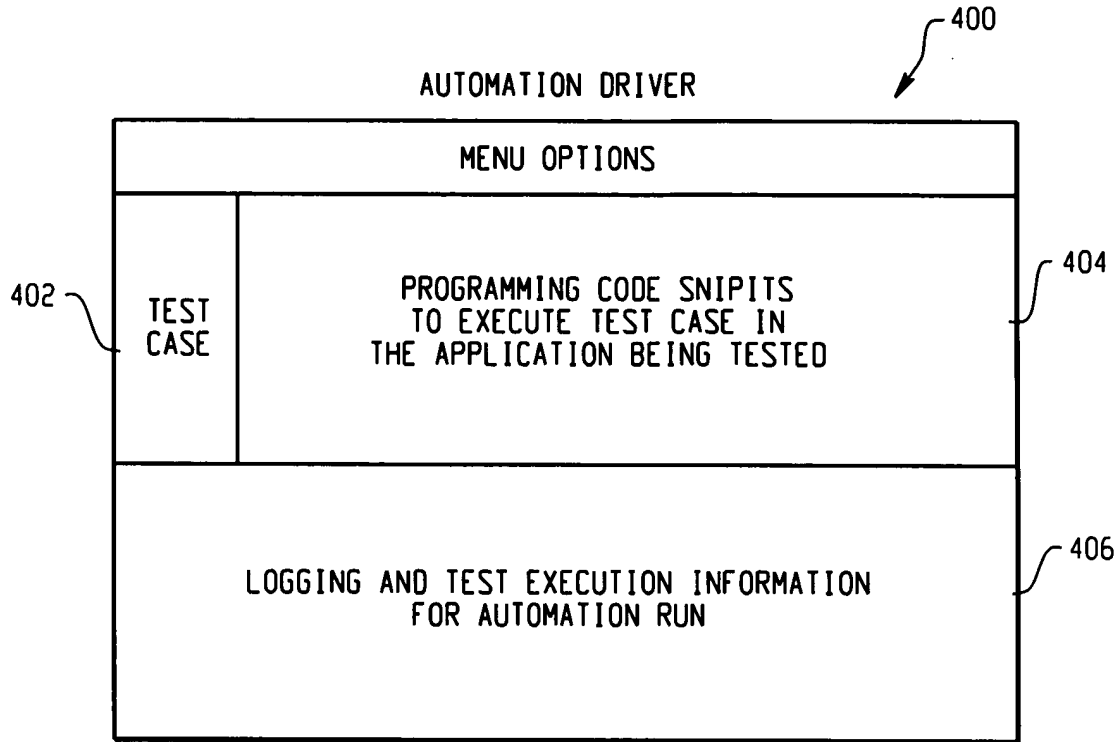 400
AUTOMATION DRIVER
MENU OPTIONS
402
TEST
CASE
PROGRAMMING CODE SNIPITS
TO EXECUTE TEST CASE IN
THE APPLICATION BEING TESTED
404
LOGGING AND TEST EXECUTION INFORMATION
FOR AUTOMATION RUN
406